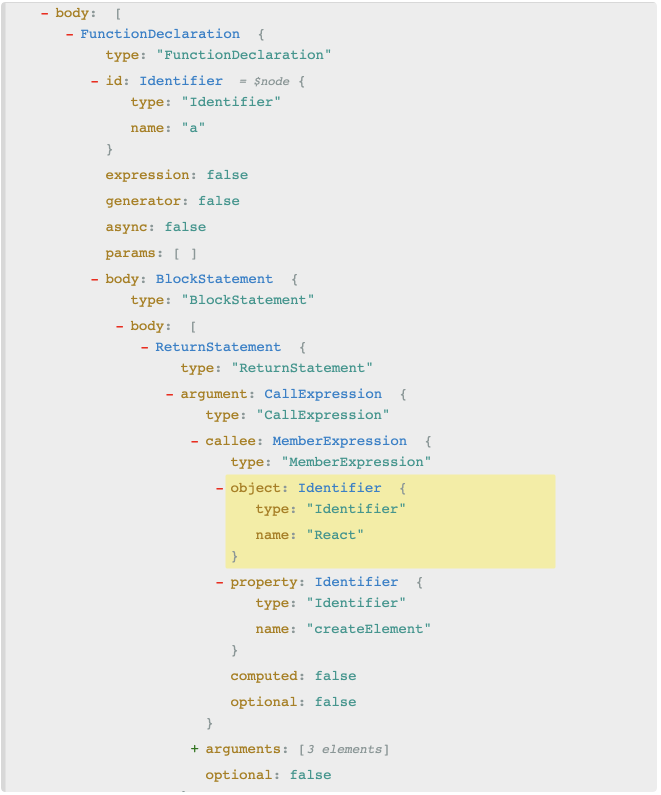 - body: [
- FunctionDeclaration {
type: "FunctionDeclaration"
- id: Identifier = $node {
type: "Identifier"
name: "a"
}
expression: false
generator: false
async: false
params: [ ]
- body: BlockStatement {
type: "BlockStatement"
- body: [
- ReturnStatement {
type: "ReturnStatement"
- argument: CallExpression {
type: "CallExpression"
- callee: MemberExpression {
type: "MemberExpression"
- object: Identifier {
type: "Identifier"
name: "React"
}
- property: Identifier {
type: "Identifier"
name: "createElement"
}
computed: false
optional: false
}
+ arguments: [3 elements]
optional: false